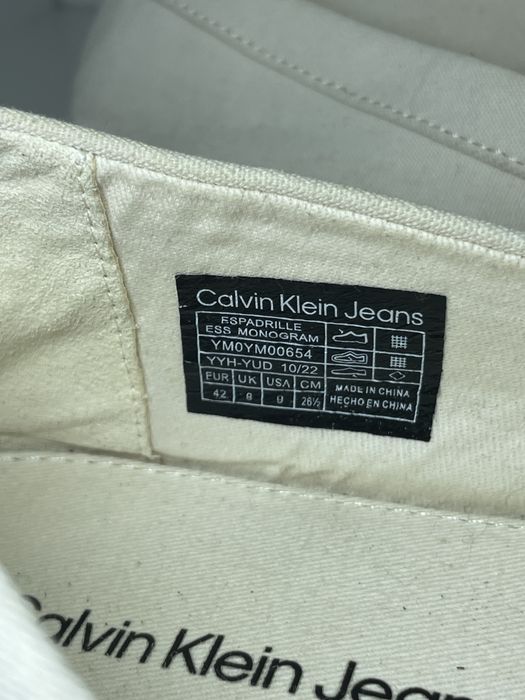 Calvin Klein Jeans
ESPADRILLE
ESS MONOGRAM
YM0YM00654
YYH-YUD 10/22
EUR UK USA CM
42 8 9 26½
MADE IN CHINA
HECHO EN CHINA
Calvin Klein Jeans